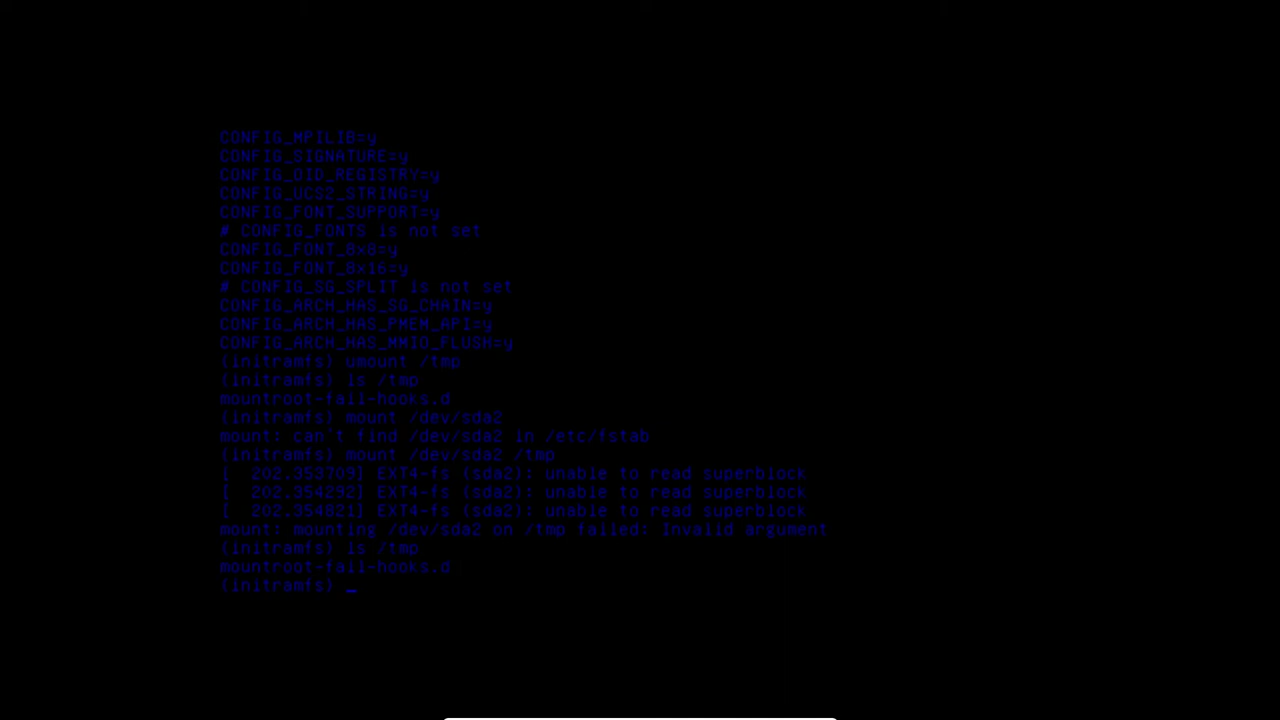 CONFIG_MPILIB=y
CONFIG_SIGNATURE=y
CONFIG_OID_REGISTRY=y
CONFIG_UCS2_STRING=y
CONFIG_FONT_SUPPORT=y
# CONFIG_FONTS is not set
CONFIG_FONT_8x8=y
CONFIG_FONT_8x16=y
# CONFIG_SG_SPLIT is not set
CONFIG_ARCH_HAS_SG_CHAIN=y
CONFIG_ARCH_HAS_PMEM_API=y
CONFIG_ARCH_HAS_MMIO_FLUSH=y
(initramfs) umount /tmp
(initramfs) ls /tmp
mountroot-fail-hooks.d
(initramfs) mount /dev/sda2
mount: can't find /dev/sda2 in /etc/fstab
(initramfs) mount /dev/sda2 /tmp
[  202.353709] EXT4-fs (sda2): unable to read superblock
[  202.354292] EXT4-fs (sda2): unable to read superblock
[  202.354821] EXT4-fs (sda2): unable to read superblock
mount: mounting /dev/sda2 on /tmp failed: Invalid argument
(initramfs) ls /tmp
mountroot-fail-hooks.d
(initramfs) _